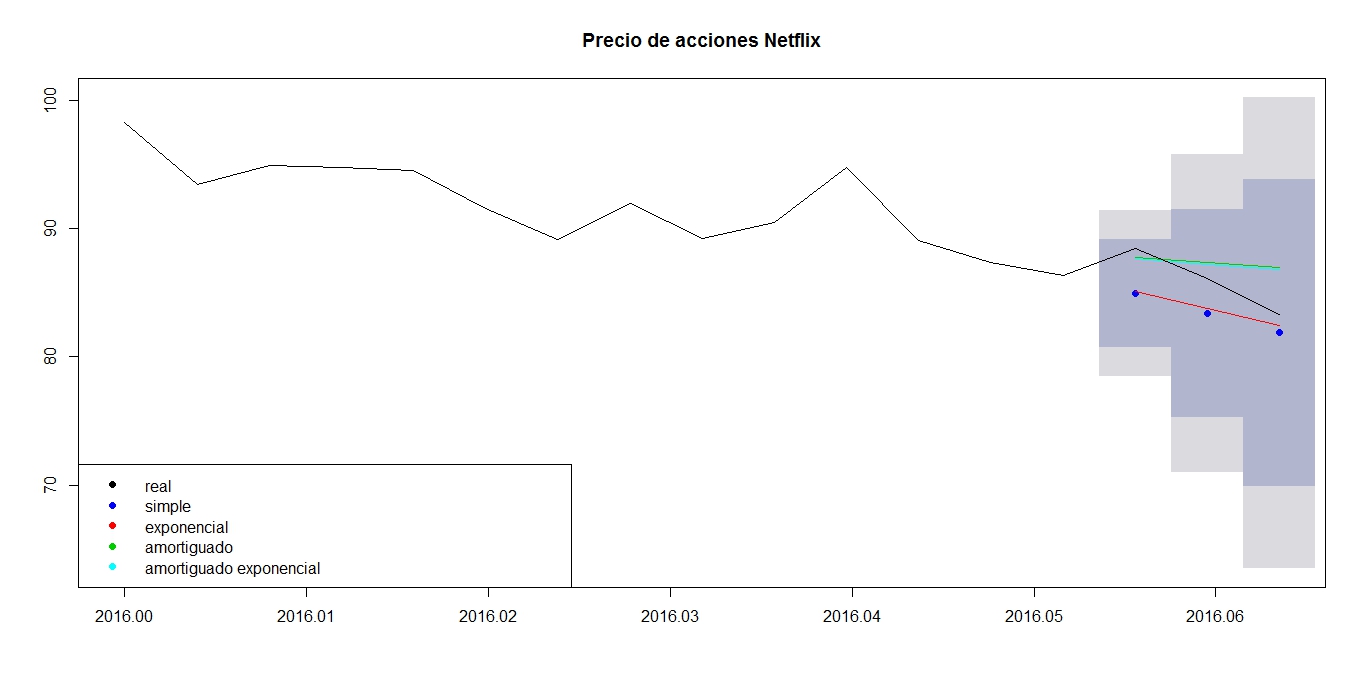 Precio de acciones Netflix
100
90
80
70
real
simple
exponencial
amortiguado
amortiguado exponencial
2016.00 2016.01 2016.02 2016.03 2016.04 2016.05 2016.06